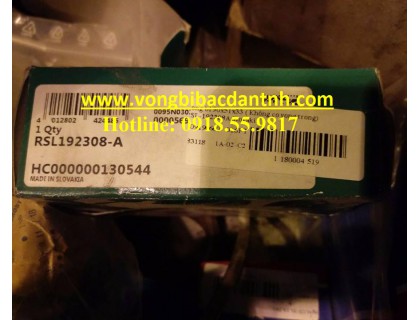 www.vongbibacdantnh.com
Hotline: 0918.55.9817
4 012802
1 Qty
RSL192308-A
43118 1A-02-C2
1 180004 519
HC000000130544
MADE IN SLOVAKIA